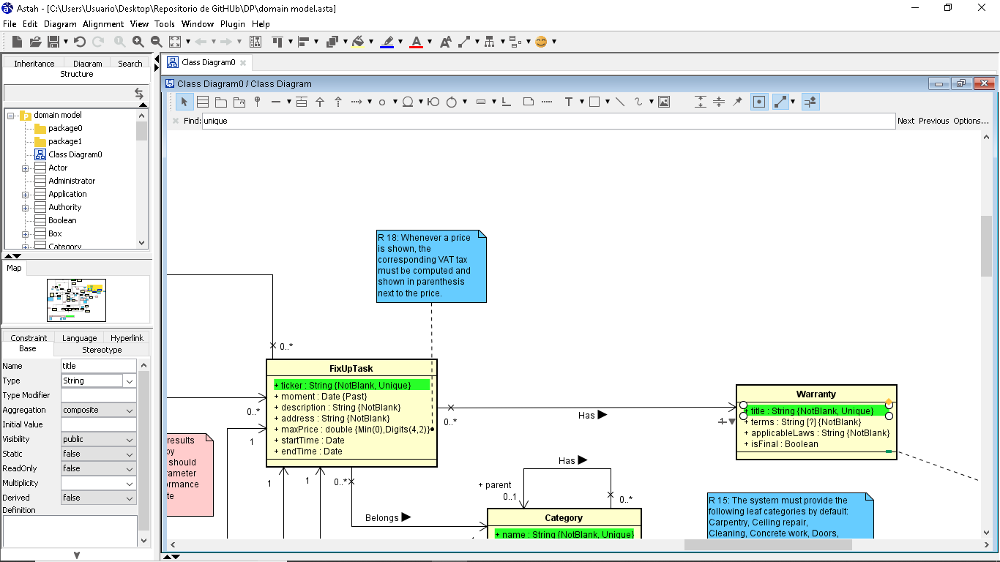 Astah - [C:\Users\Usuario\Desktop\Repositorio de GitHUb\DP\domain model.asta]
File Edit Diagram Alignment View Tools Window Plugin Help
Inheritance Diagram Search
Structure
domain model
package0
package1
Class Diagram0
Actor
Administrator
Application
Authority
Boolean
Box
Category
Map
Constraint Language Hyperlink
Base Stereotype
Name title
Type String
Type Modifier
Aggregation composite
Initial Value
Visibility public
Static false
ReadOnly false
Multiplicity
Derived false
Definition
Class Diagram0
Class Diagram0 / Class Diagram
Find: unique Next Previous Options...
R 18: Whenever a price
is shown, the
corresponding VAT tax
must be computed and
shown in parenthesis
next to the price.
0..*
FixUpTask
+ ticker : String {NotBlank, Unique}
+ moment : Date {Past}
+ description : String {NotBlank}
+ address : String {NotBlank}
+ maxPrice : double {Min(0),Digits(4,2)}
+ startTime : Date
+ endTime : Date
0..*
1
1
1
0..*
0..*
Has
1
Warranty
+ title : String {NotBlank, Unique}
+ terms : String [?] {NotBlank}
+ applicableLaws : String {NotBlank}
+ isFinal : Boolean
results
by
should
rameter
formance
te
Belongs
Has
+ parent
0..1
0..*
Category
+ name : String {NotBlank, Unique}
R 15: The system must provide the
following leaf categories by default:
Carpentry, Ceiling repair,
Cleaning, Concrete work, Doors,